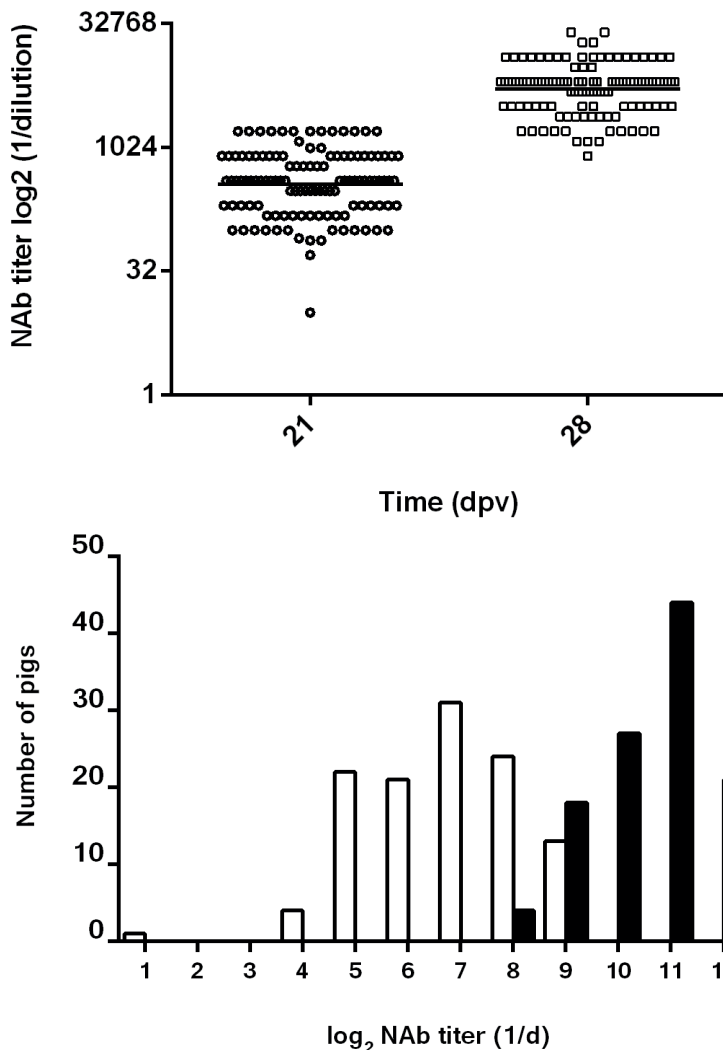 32768
1024
32
1
NAb titer log2 (1/dilution)
21
28
Time (dpv)
50
40
30
20
10
0
Number of pigs
1 2 3 4 5 6 7 8 9 10 11 1
log₂ NAb titer (1/d)